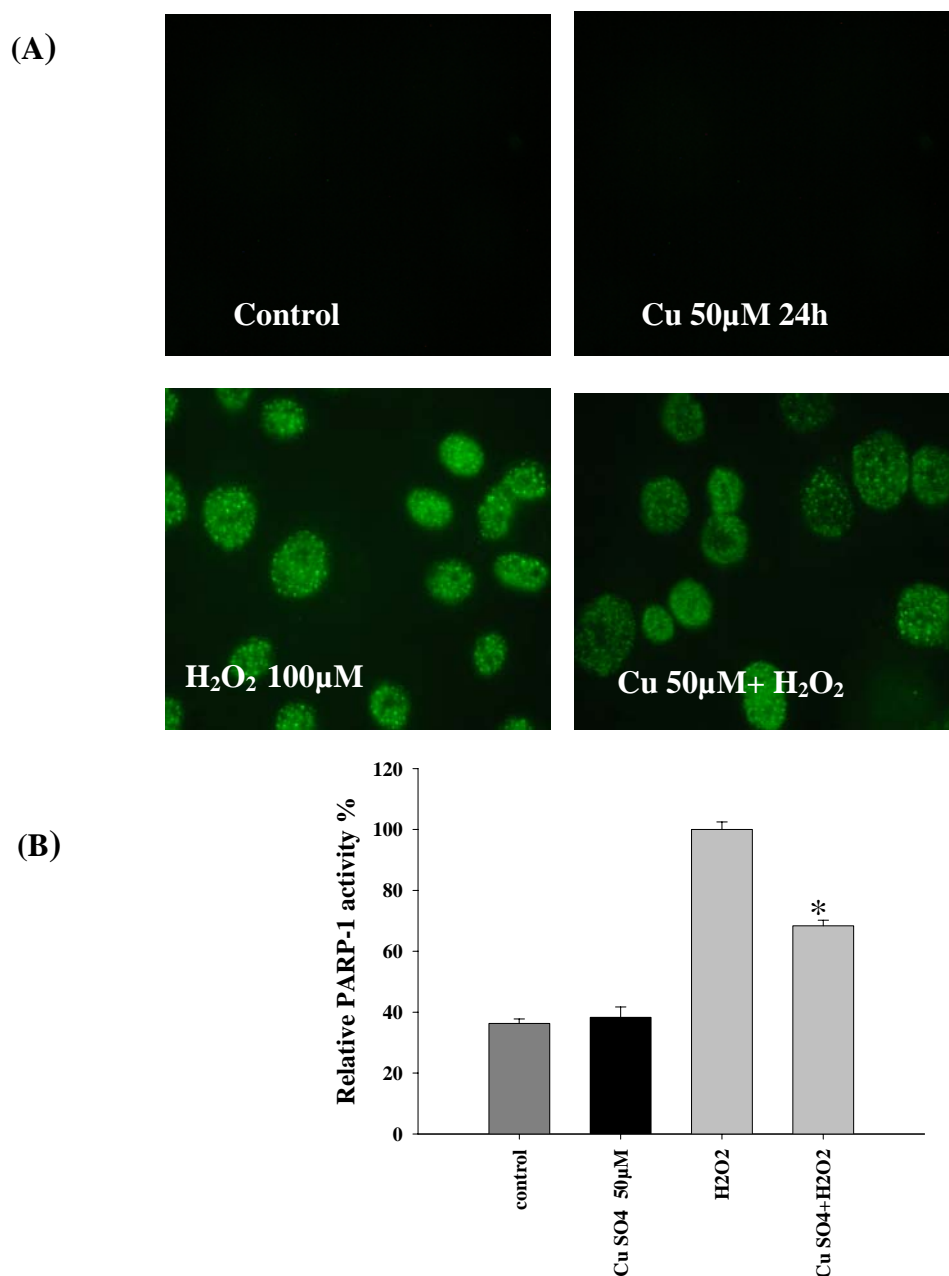 (A)
Control
Cu 50µM 24h
H₂O₂ 100µM
Cu 50µM+ H₂O₂
(B)
Relative PARP-1 activity %
120
100
80
60
40
20
0
*
control
Cu SO4 50µM
H2O2
Cu SO4+H2O2